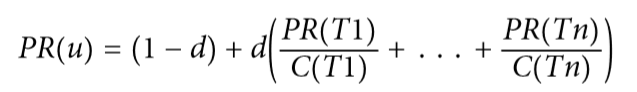 PR(u) = (1 − d) + d(PR(T1)/C(T1) + . . . + PR(Tn)/C(Tn))